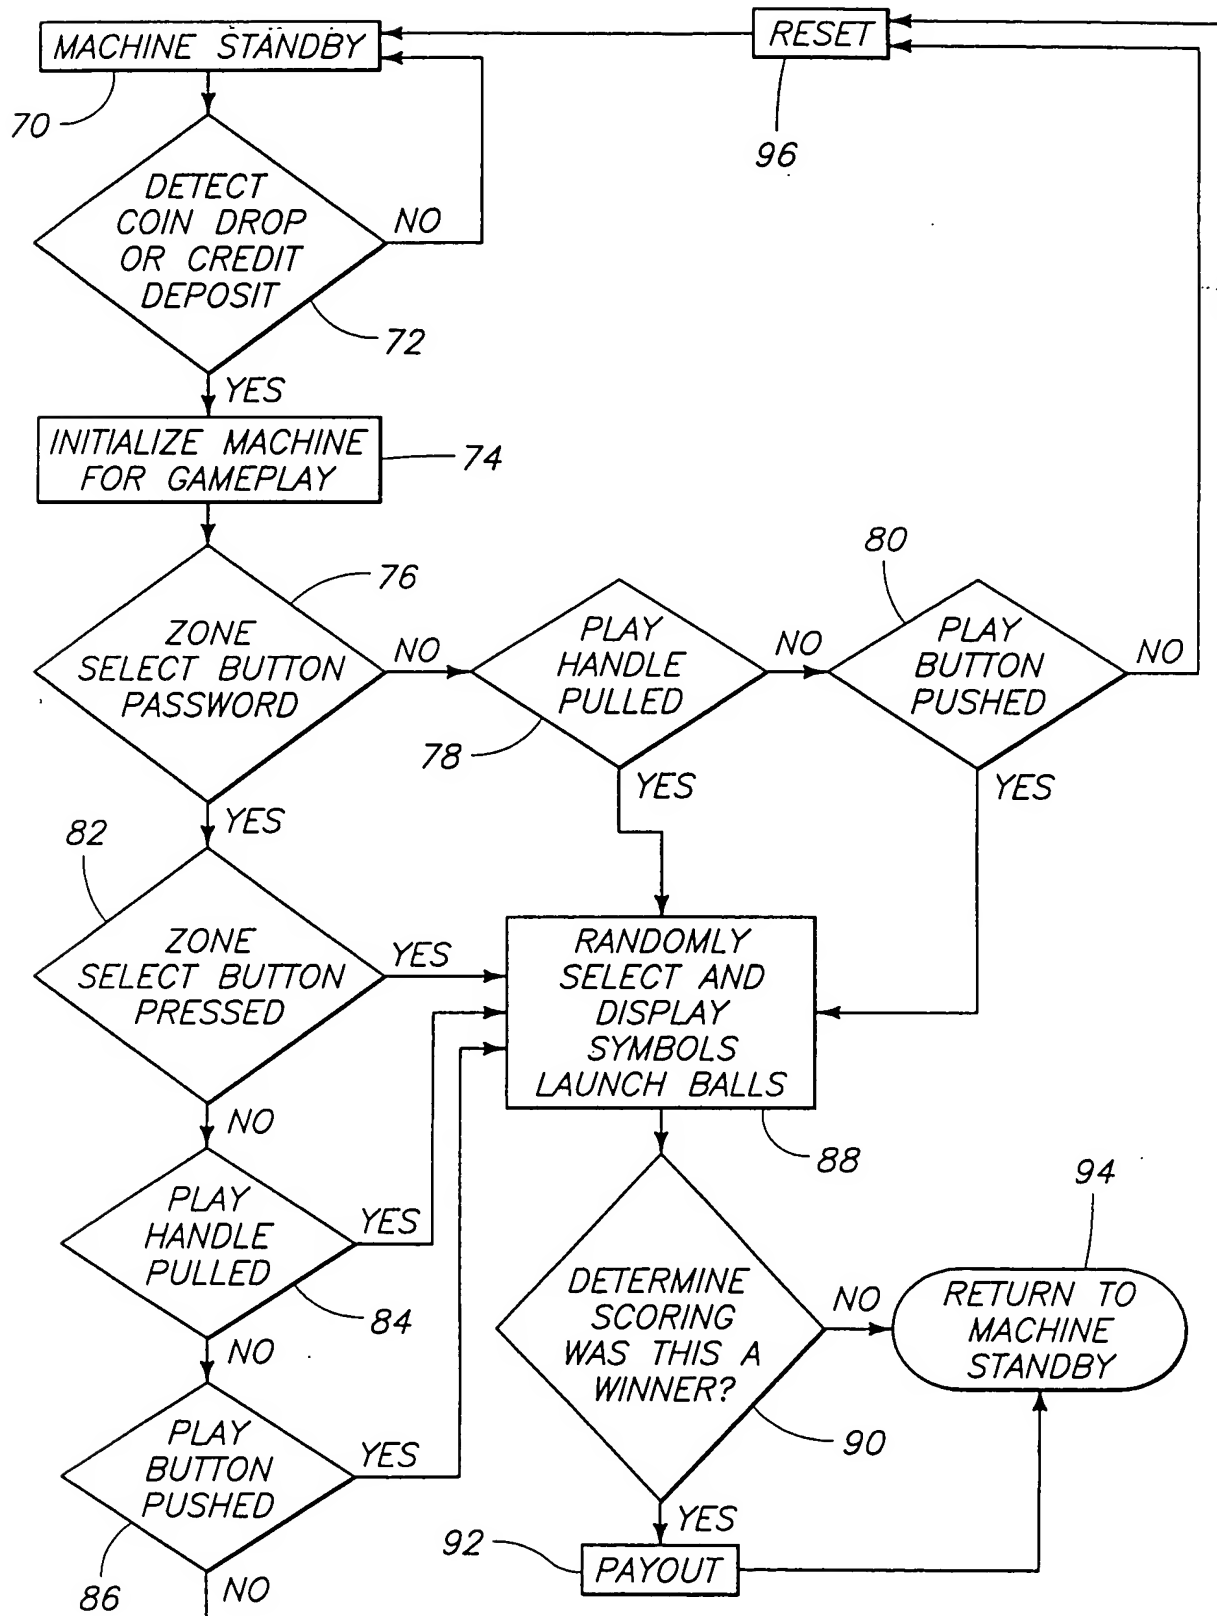 MACHINE STANDBY
RESET
70
96
DETECT
COIN DROP
OR CREDIT
DEPOSIT
NO
72
YES
INITIALIZE MACHINE
FOR GAMEPLAY
74
76
80
ZONE
SELECT BUTTON
PASSWORD
NO
PLAY
HANDLE
PULLED
NO
PLAY
BUTTON
PUSHED
NO
78
YES
YES
YES
82
ZONE
SELECT BUTTON
PRESSED
YES
RANDOMLY
SELECT AND
DISPLAY
SYMBOLS
LAUNCH BALLS
NO
88
94
PLAY
HANDLE
PULLED
YES
84
NO
DETERMINE
SCORING
WAS THIS A
WINNER?
NO
RETURN TO
MACHINE
STANDBY
90
PLAY
BUTTON
PUSHED
YES
YES
92
PAYOUT
86
NO